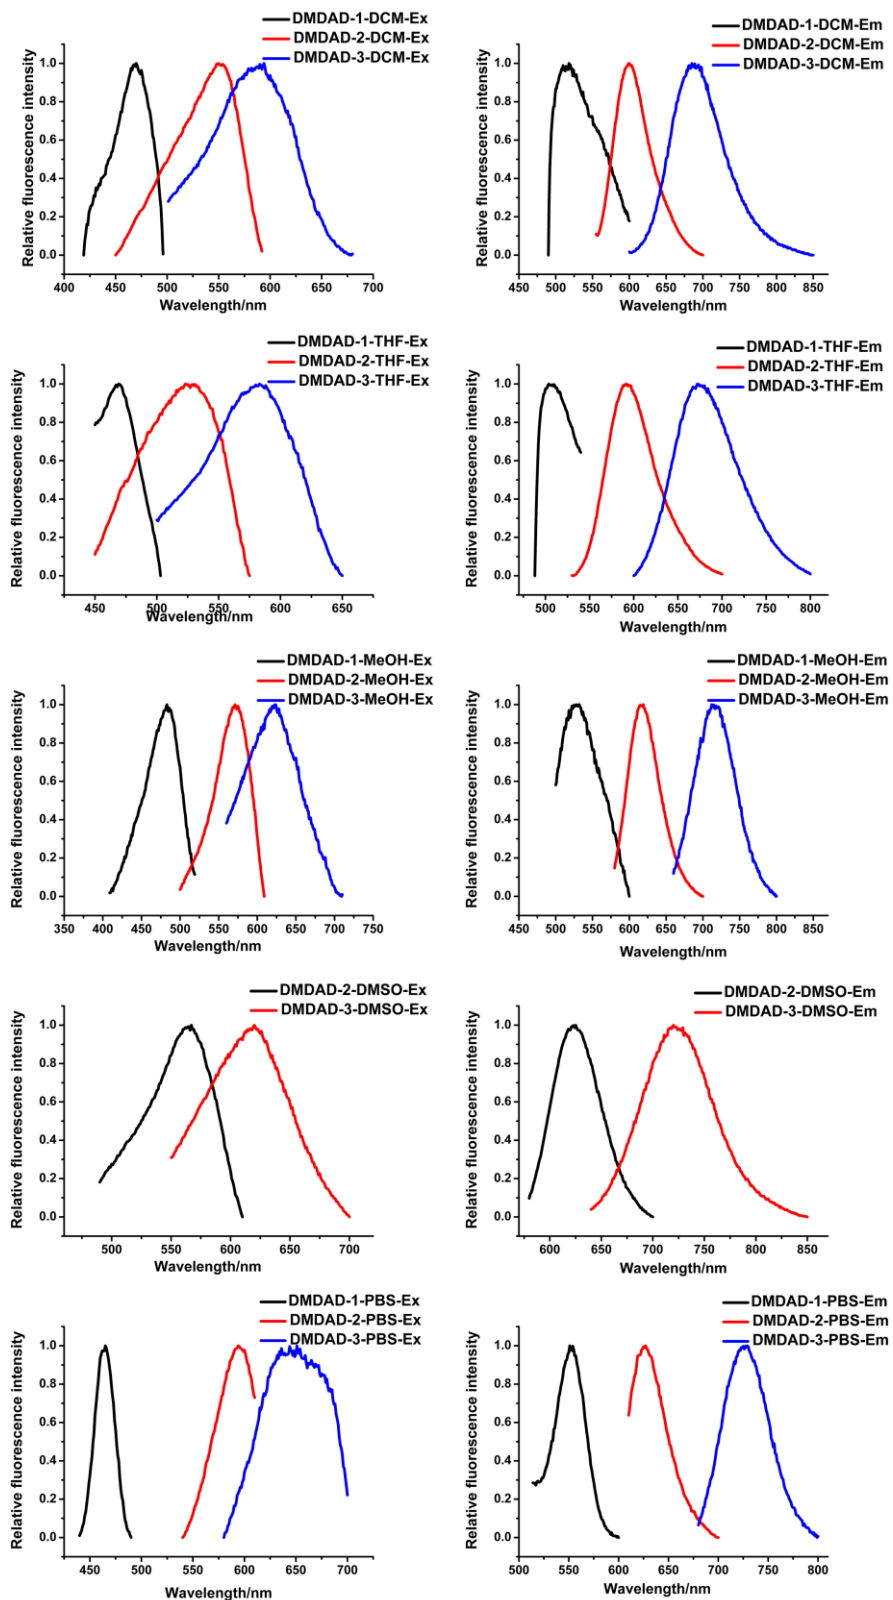 DMDAD-1-DCM-Ex
DMDAD-2-DCM-Ex
DMDAD-3-DCM-Ex
Relative fluorescence intensity
1.0
0.8
0.6
0.4
0.2
0.0
400 450 500 550 600 650 700
Wavelength/nm
DMDAD-1-DCM-Em
DMDAD-2-DCM-Em
DMDAD-3-DCM-Em
Relative fluorescence intensity
1.0
0.8
0.6
0.4
0.2
0.0
450 500 550 600 650 700 750 800 850
Wavelength/nm
DMDAD-1-THF-Ex
DMDAD-2-THF-Ex
DMDAD-3-THF-Ex
Relative fluorescence intensity
1.0
0.8
0.6
0.4
0.2
0.0
450 500 550 600 650
Wavelength/nm
DMDAD-1-THF-Em
DMDAD-2-THF-Em
DMDAD-3-THF-Em
Relative fluorescence intensity
1.0
0.8
0.6
0.4
0.2
0.0
500 550 600 650 700 750 800
Wavelength/nm
DMDAD-1-MeOH-Ex
DMDAD-2-MeOH-Ex
DMDAD-3-MeOH-Ex
Relative fluorescence intensity
1.0
0.8
0.6
0.4
0.2
0.0
350 400 450 500 550 600 650 700 750
Wavelength/nm
DMDAD-1-MeOH-Em
DMDAD-2-MeOH-Em
DMDAD-3-MeOH-Em
Relative fluorescence intensity
1.0
0.8
0.6
0.4
0.2
0.0
450 500 550 600 650 700 750 800 850
Wavelength/nm
DMDAD-2-DMSO-Ex
DMDAD-3-DMSO-Ex
Relative fluorescence intensity
1.0
0.8
0.6
0.4
0.2
0.0
500 550 600 650 700
Wavelength/nm
DMDAD-2-DMSO-Em
DMDAD-3-DMSO-Em
Relative fluorescence intensity
1.0
0.8
0.6
0.4
0.2
0.0
600 650 700 750 800 850
Wavelength/nm
DMDAD-1-PBS-Ex
DMDAD-2-PBS-Ex
DMDAD-3-PBS-Ex
Relative fluorescence intensity
1.0
0.8
0.6
0.4
0.2
0.0
450 500 550 600 650 700
Wavelength/nm
DMDAD-1-PBS-Em
DMDAD-2-PBS-Em
DMDAD-3-PBS-Em
Relative fluorescence intensity
1.0
0.8
0.6
0.4
0.2
0.0
500 550 600 650 700 750 800
Wavelength/nm